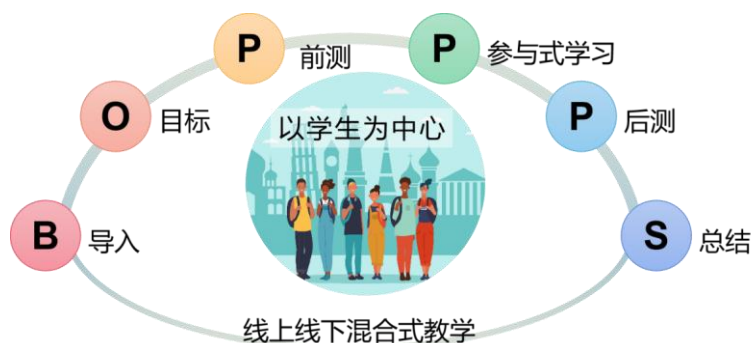 B 导入
O 目标
P 前测
P 参与式学习
P 后测
S 总结
以学生为中心
线上线下混合式教学